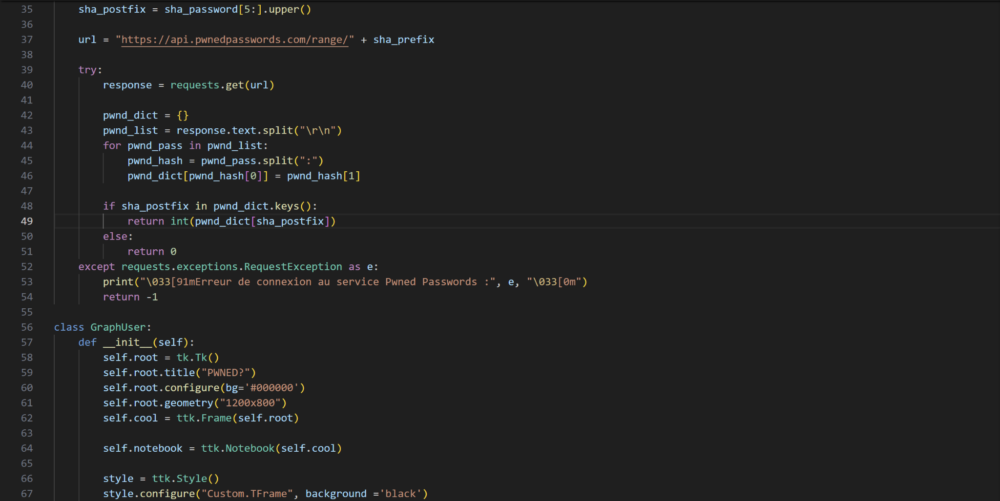 35 sha_postfix = sha_password[5:].upper()
36
37 url = "https://api.pwnedpasswords.com/range/" + sha_prefix
38
39 try:
40 response = requests.get(url)
41
42 pwnd_dict = {}
43 pwnd_list = response.text.split("\r\n")
44 for pwnd_pass in pwnd_list:
45 pwnd_hash = pwnd_pass.split(":")
46 pwnd_dict[pwnd_hash[0]] = pwnd_hash[1]
47
48 if sha_postfix in pwnd_dict.keys():
49 return int(pwnd_dict[sha_postfix])
50 else:
51 return 0
52 except requests.exceptions.RequestException as e:
53 print("\033[91mErreur de connexion au service Pwned Passwords :", e, "\033[0m")
54 return -1
55
56 class GraphUser:
57 def __init__(self):
58 self.root = tk.Tk()
59 self.root.title("PWNED?")
60 self.root.configure(bg='#000000')
61 self.root.geometry("1200x800")
62 self.cool = ttk.Frame(self.root)
63
64 self.notebook = ttk.Notebook(self.cool)
65
66 style = ttk.Style()
67 style.configure("Custom.TFrame", background ='black')